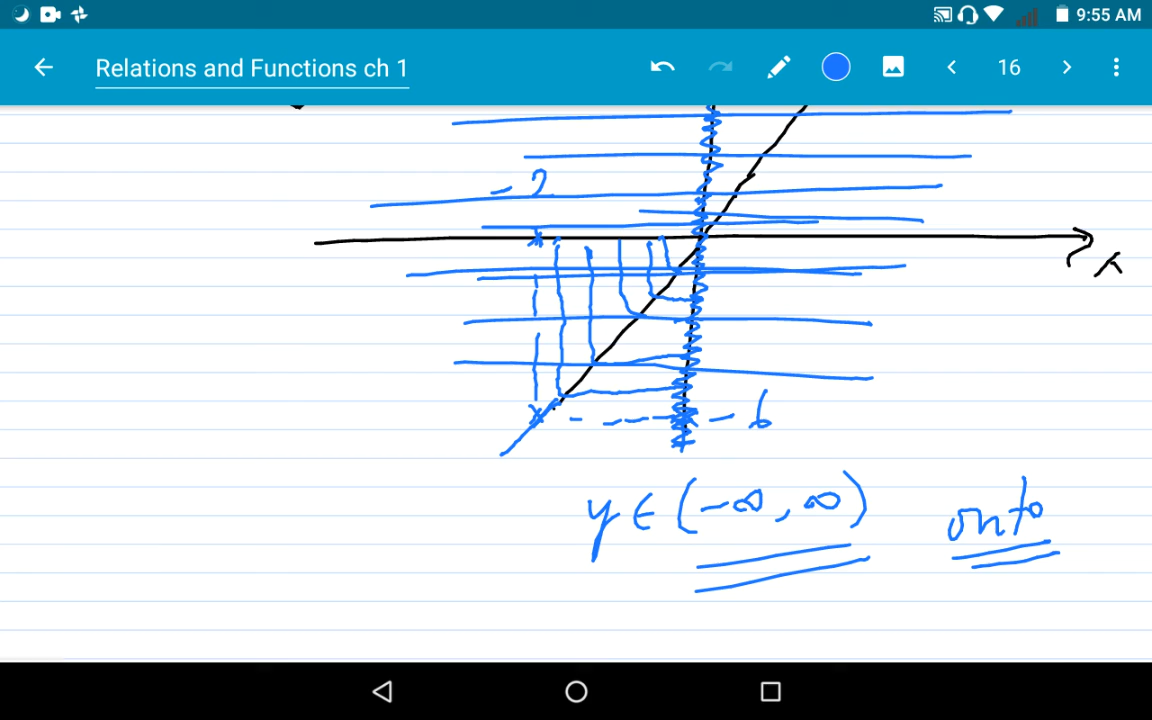 9:55 AM
Relations and Functions ch 1
16
- 2
X
- 6
y ∈ (-∞, ∞) onto